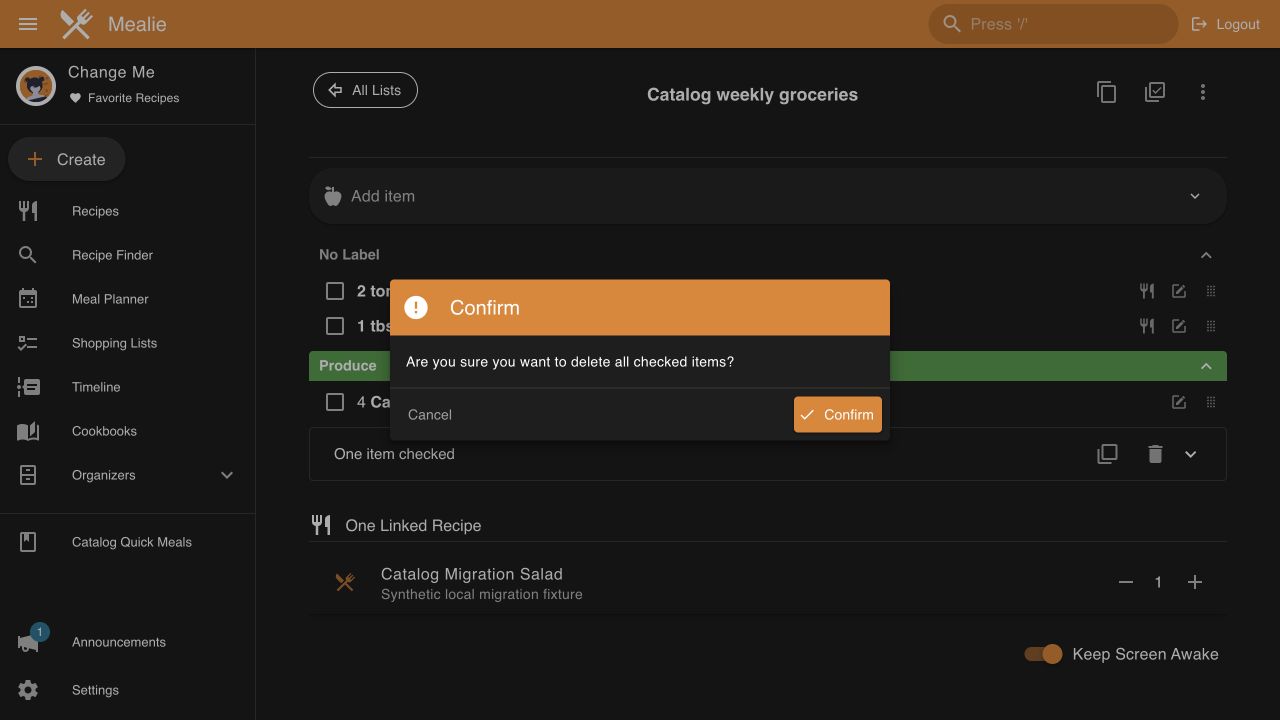 Mealie
Press '/'
Logout
Change Me
Favorite Recipes
All Lists
Catalog weekly groceries
Create
Recipes
Recipe Finder
Meal Planner
Shopping Lists
Timeline
Cookbooks
Organizers
Catalog Quick Meals
1
Announcements
Settings
Add item
No Label
2
1
Produce
4
Confirm
Are you sure you want to delete all checked items?
Cancel
Confirm
One item checked
One Linked Recipe
Catalog Migration Salad
Synthetic local migration fixture
1
Keep Screen Awake